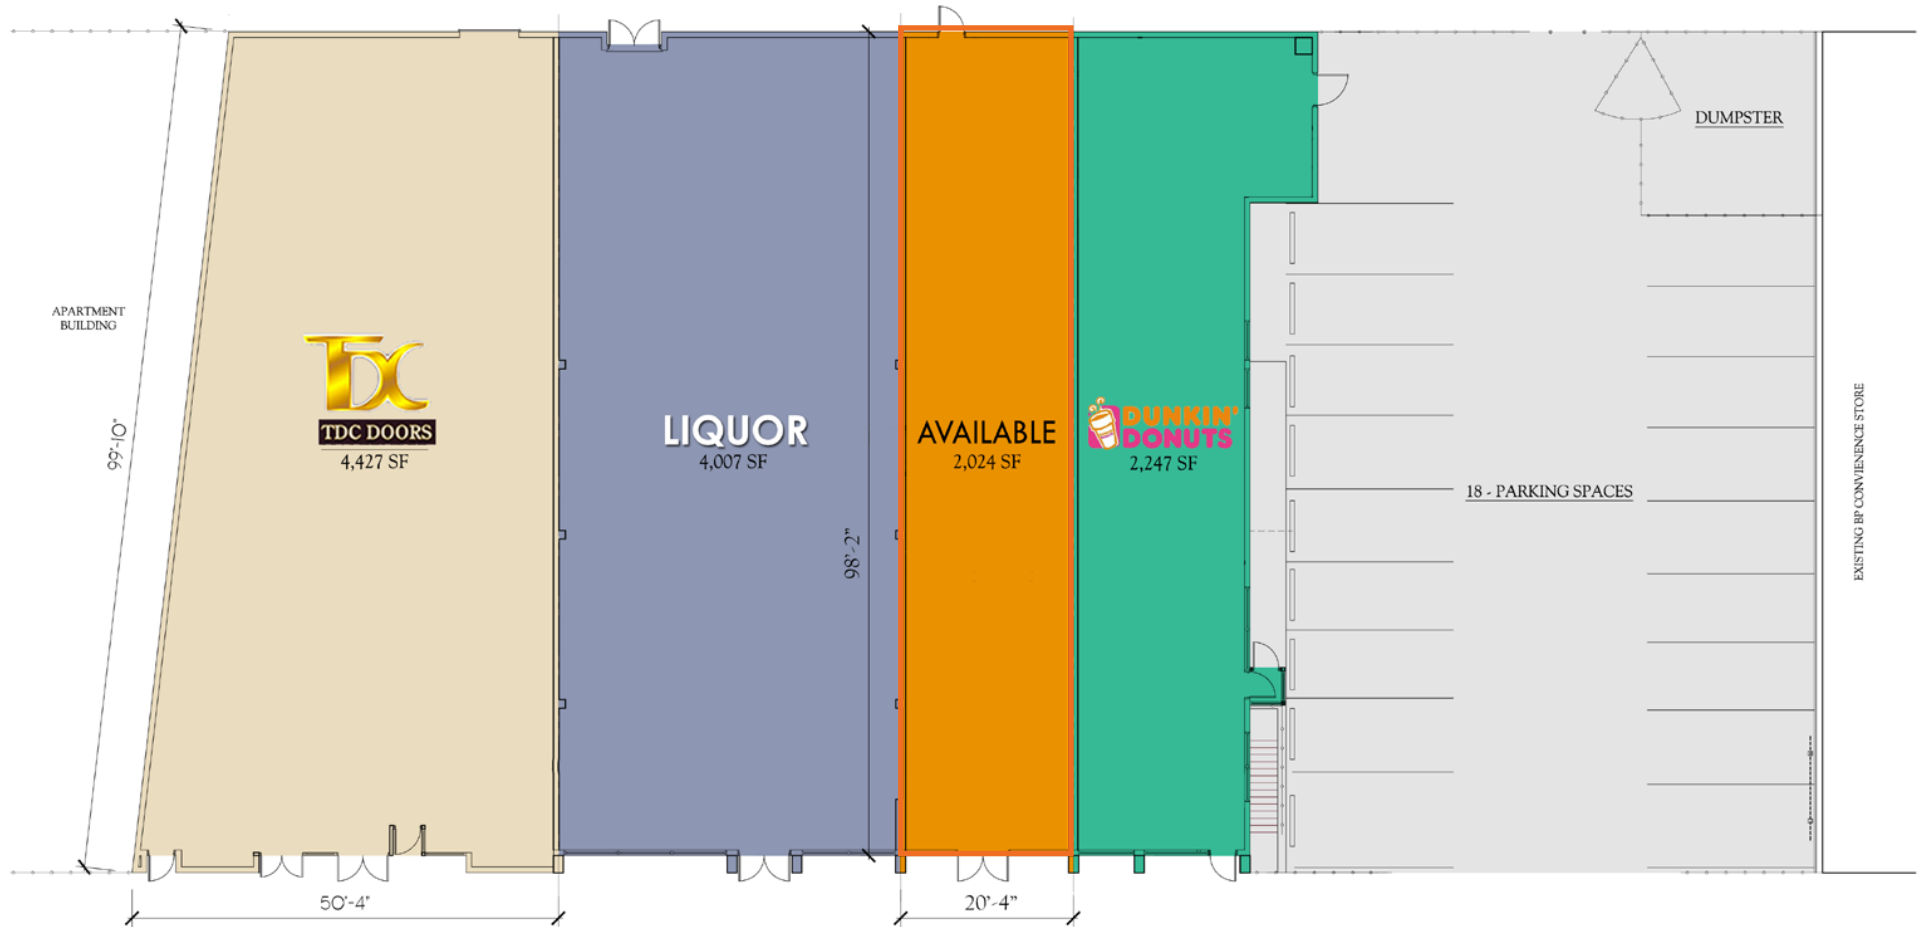 DUMPSTER
APARTMENT
BUILDING
99'-10"
TDC
TDC DOORS
4,427 SF
LIQUOR
4,007 SF
98'-2"
AVAILABLE
2,024 SF
DUNKIN'
DONUTS
2,247 SF
18 - PARKING SPACES
EXISTING BP CONVIENENCE STORE
50'-4"
20'-4"